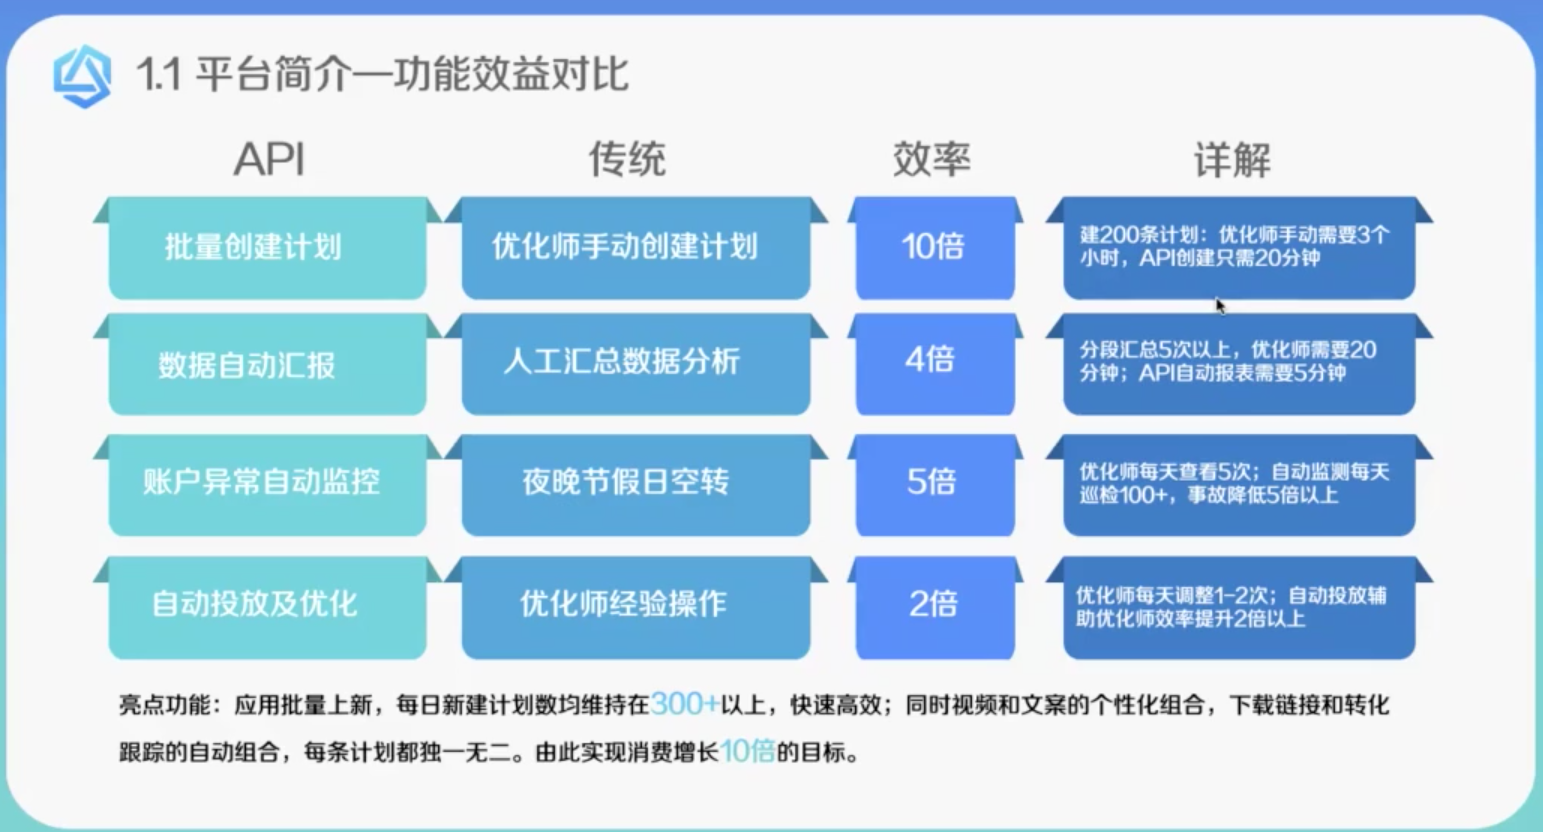 1.1 平台简介—功能效益对比
API 传统 效率 详解
批量创建计划 优化师手动创建计划 10倍
建200条计划：优化师手动需要3个
小时，API创建只需20分钟
数据自动汇报 人工汇总数据分析 4倍
分段汇总5次以上，优化师需要20
分钟；API自动报表需要5分钟
账户异常自动监控 夜晚节假日空转 5倍
优化师每天查看5次；自动监测每天
巡检100+，事故降低5倍以上
自动投放及优化 优化师经验操作 2倍
优化师每天调整1-2次；自动投放辅
助优化师效率提升2倍以上
亮点功能：应用批量上新，每日新建计划数均维持在300+以上，快速高效；同时视频和文案的个性化组合，下载链接和转化
跟踪的自动组合，每条计划都独一无二。由此实现消费增长10倍的目标。